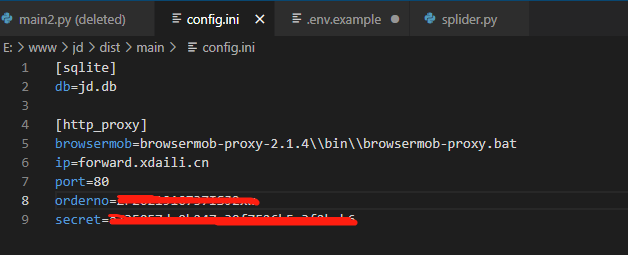 main2.py (deleted) config.ini .env.example splider.py
E: > www > jd > dist > main > config.ini
1 [sqlite]
2 db=jd.db
3
4 [http_proxy]
5 browsermob=browsermob-proxy-2.1.4\\bin\\browsermob-proxy.bat
6 ip=forward.xdaili.cn
7 port=80
8 orderno=
9 secret=